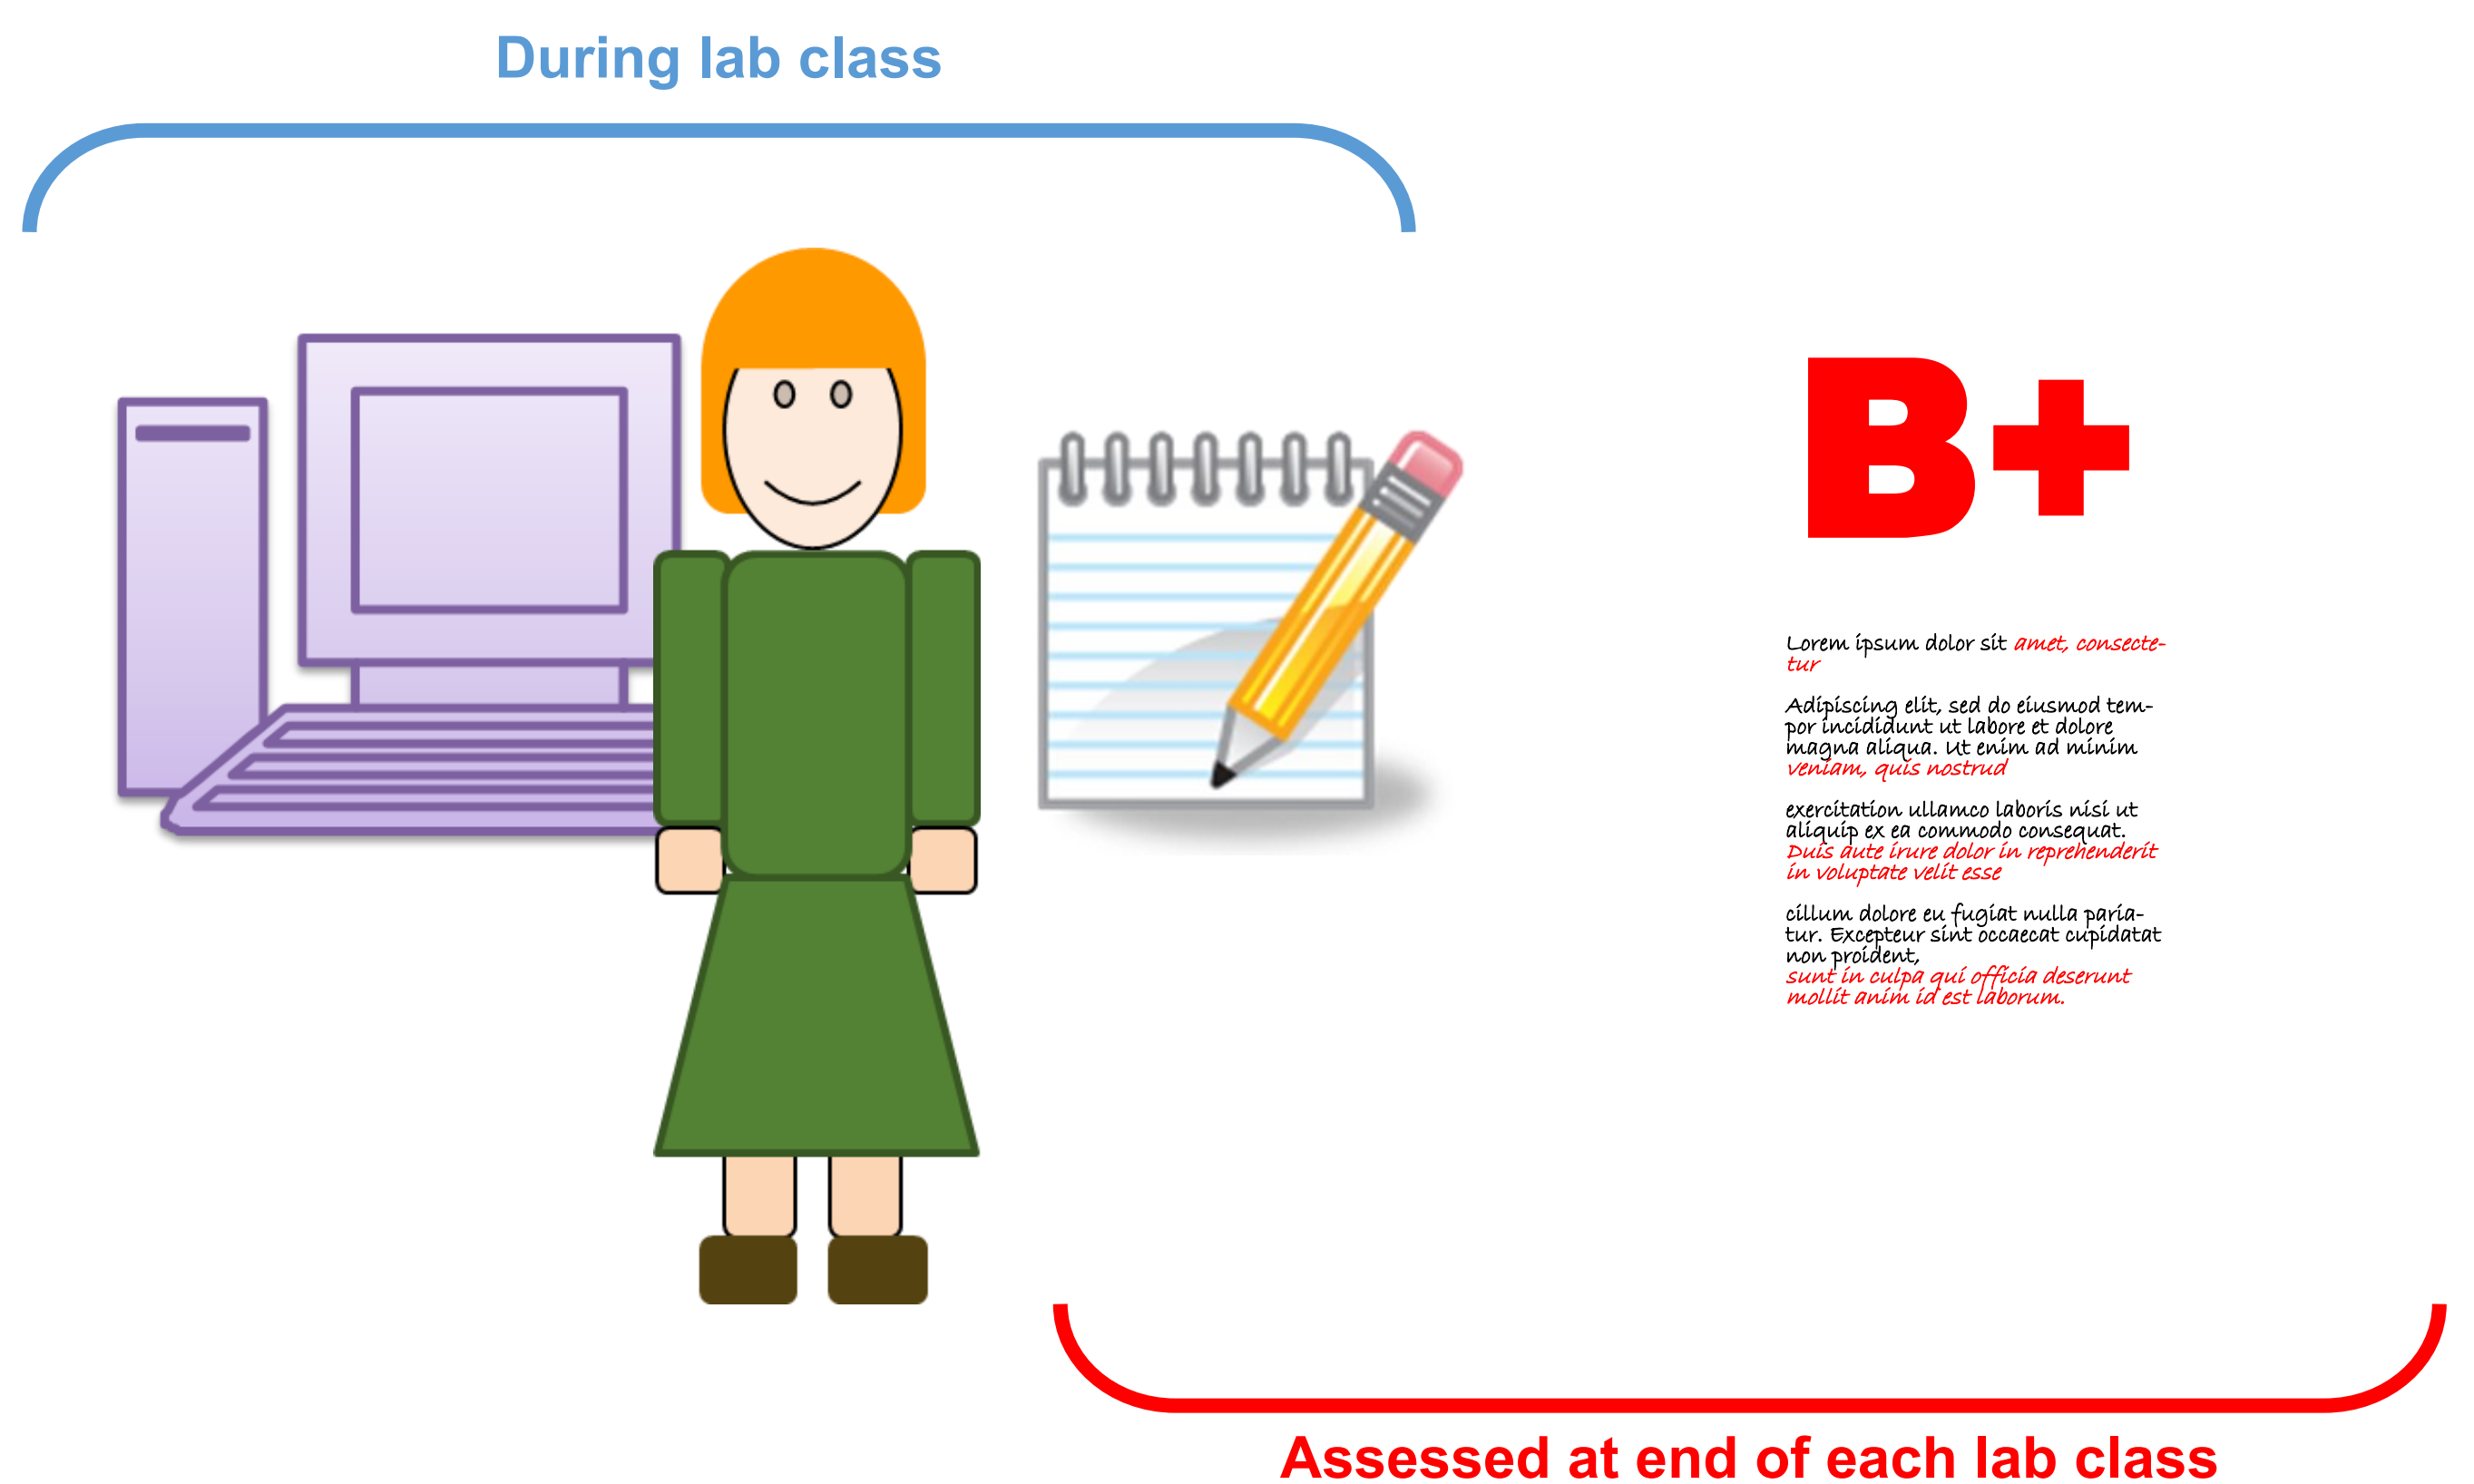 During lab class
B+
Lorem ipsum dolor sit amet, consecte-
tur
Adipiscing elit, sed do eiusmod tem-
por incididunt ut labore et dolore
magna aliqua. Ut enim ad minim
veniam, quis nostrud
exercitation ullamco laboris nisi ut
aliquip ex ea commodo consequat.
Duis aute irure dolor in reprehenderit
in voluptate velit esse
cillum dolore eu fugiat nulla paria-
tur. Excepteur sint occaecat cupidatat
non proident,
sunt in culpa qui officia deserunt
mollit anim id est laborum.
Assessed at end of each lab class